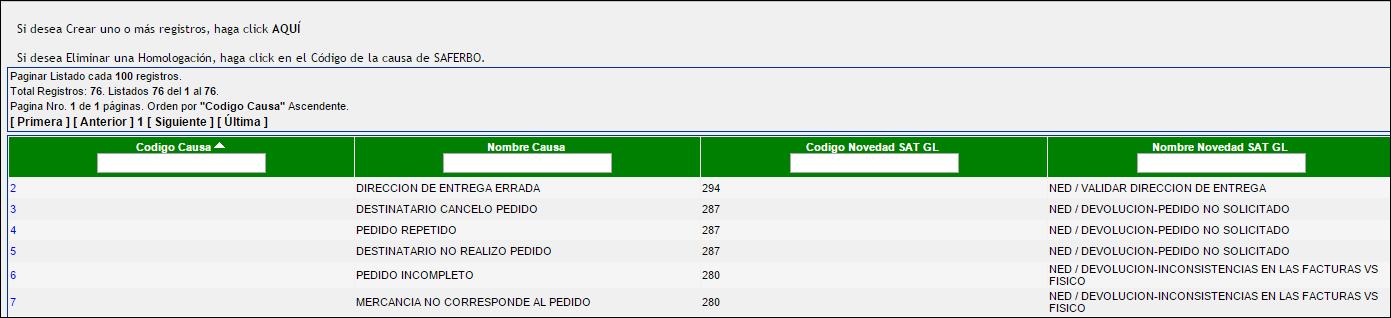 Si desea Crear uno o más registros, haga click AQUÍ
Si desea Eliminar una Homologación, haga click en el Código de la causa de SAFERBO.
Paginar Listado cada 100 registros.
Total Registros: 76. Listados 76 del 1 al 76.
Pagina Nro. 1 de 1 páginas. Orden por "Codigo Causa" Ascendente.
[ Primera ] [ Anterior ] 1 [ Siguiente ] [ Última ]
Codigo Causa Nombre Causa Codigo Novedad SAT GL Nombre Novedad SAT GL
2 DIRECCION DE ENTREGA ERRADA 294 NED / VALIDAR DIRECCION DE ENTREGA
3 DESTINATARIO CANCELO PEDIDO 287 NED / DEVOLUCION-PEDIDO NO SOLICITADO
4 PEDIDO REPETIDO 287 NED / DEVOLUCION-PEDIDO NO SOLICITADO
5 DESTINATARIO NO REALIZO PEDIDO 287 NED / DEVOLUCION-PEDIDO NO SOLICITADO
6 PEDIDO INCOMPLETO 280 NED / DEVOLUCION-INCONSISTENCIAS EN LAS FACTURAS VS
FISICO
7 MERCANCIA NO CORRESPONDE AL PEDIDO 280 NED / DEVOLUCION-INCONSISTENCIAS EN LAS FACTURAS VS
FISICO